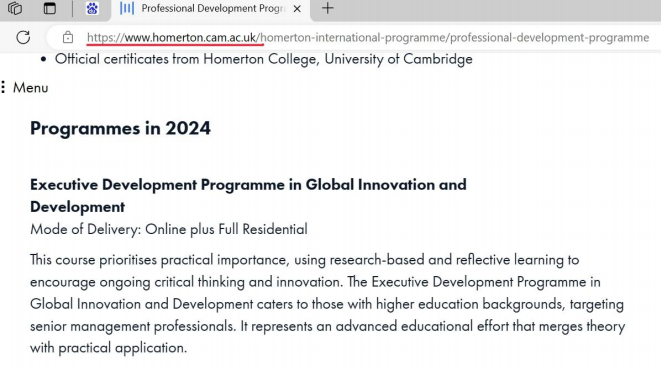 Professional Development Progr
https://www.homerton.cam.ac.uk/homerton-international-programme/professional-development-programme
• Official certificates from Homerton College, University of Cambridge
Menu
Programmes in 2024
Executive Development Programme in Global Innovation and
Development
Mode of Delivery: Online plus Full Residential
This course prioritises practical importance, using research-based and reflective learning to
encourage ongoing critical thinking and innovation. The Executive Development Programme in
Global Innovation and Development caters to those with higher education backgrounds, targeting
senior management professionals. It represents an advanced educational effort that merges theory
with practical application.